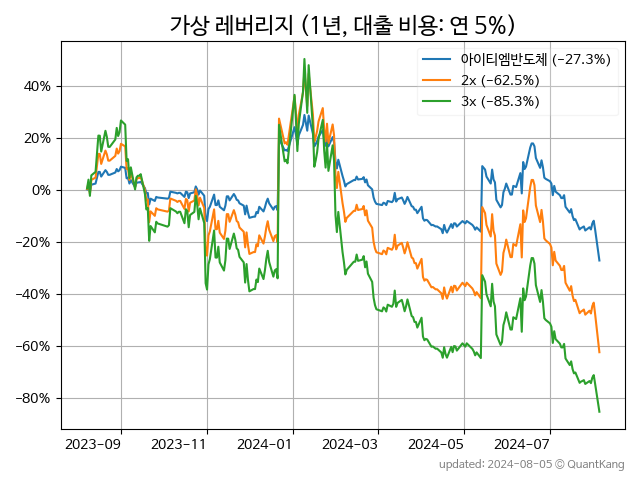 가상 레버리지 (1년, 대출 비용: 연 5%)
아이티엠반도체 (−27.3%)
2x (−62.5%)
3x (−85.3%)
40%
20%
0%
−20%
−40%
−60%
−80%
2023-09 2023-11 2024-01 2024-03 2024-05 2024-07
updated: 2024-08-05 © QuantKang